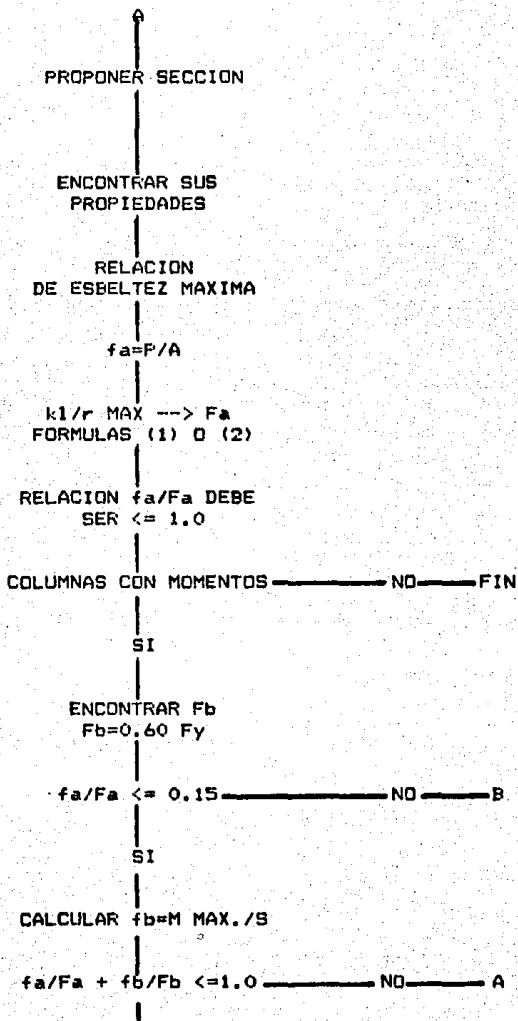 A
PROPONER SECCION
ENCONTRAR SUS
PROPIEDADES
RELACION
DE ESBELTEZ MAXIMA
fa=P/A
kl/r MAX --> Fa
FORMULAS (1) O (2)
RELACION fa/Fa DEBE
SER <= 1.0
COLUMNAS CON MOMENTOS NO FIN
SI
ENCONTRAR Fb
Fb=0.60 Fy
fa/Fa <= 0.15 NO B
SI
CALCULAR fb=M MAX./S
fa/Fa + fb/Fb <=1.0 NO A